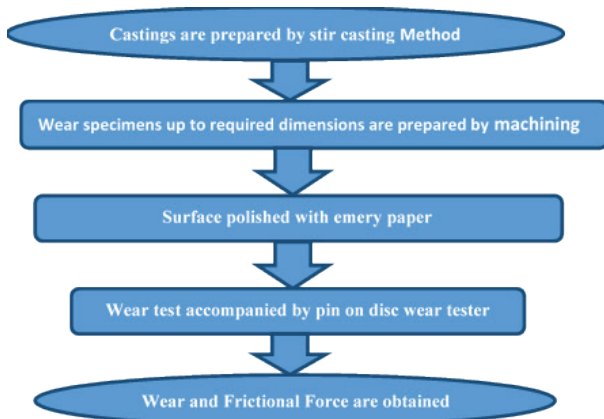 Castings are prepared by stir casting Method
Wear specimens up to required dimensions are prepared by machining
Surface polished with emery paper
Wear test accompanied by pin on disc wear tester
Wear and Frictional Force are obtained